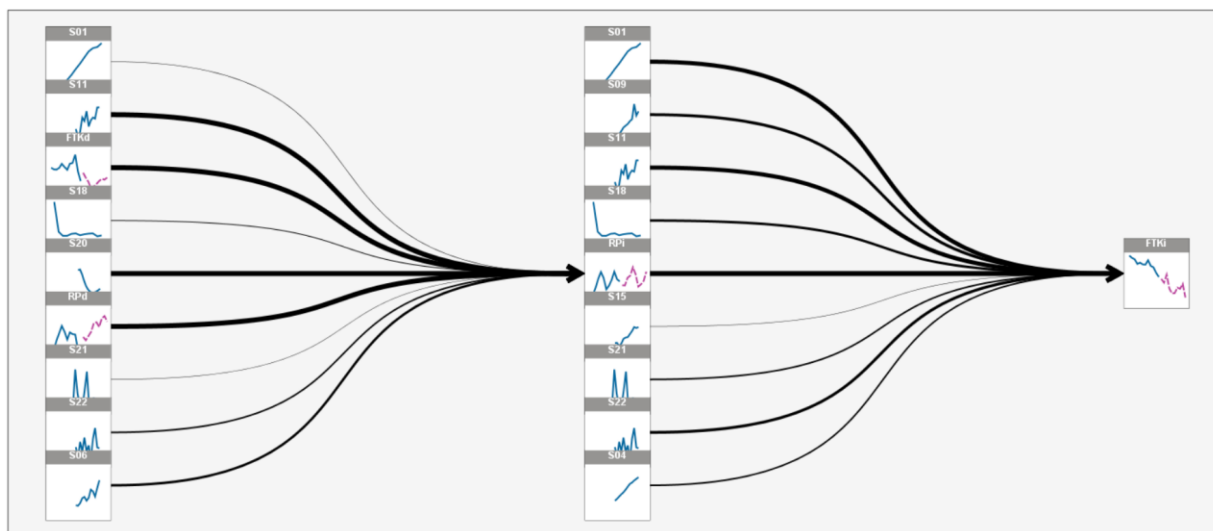 S01
S11
FTKd
S18
S20
RPd
S21
S22
S06
S01
S09
S11
S18
RPi
S15
S21
S22
S04
FTKi